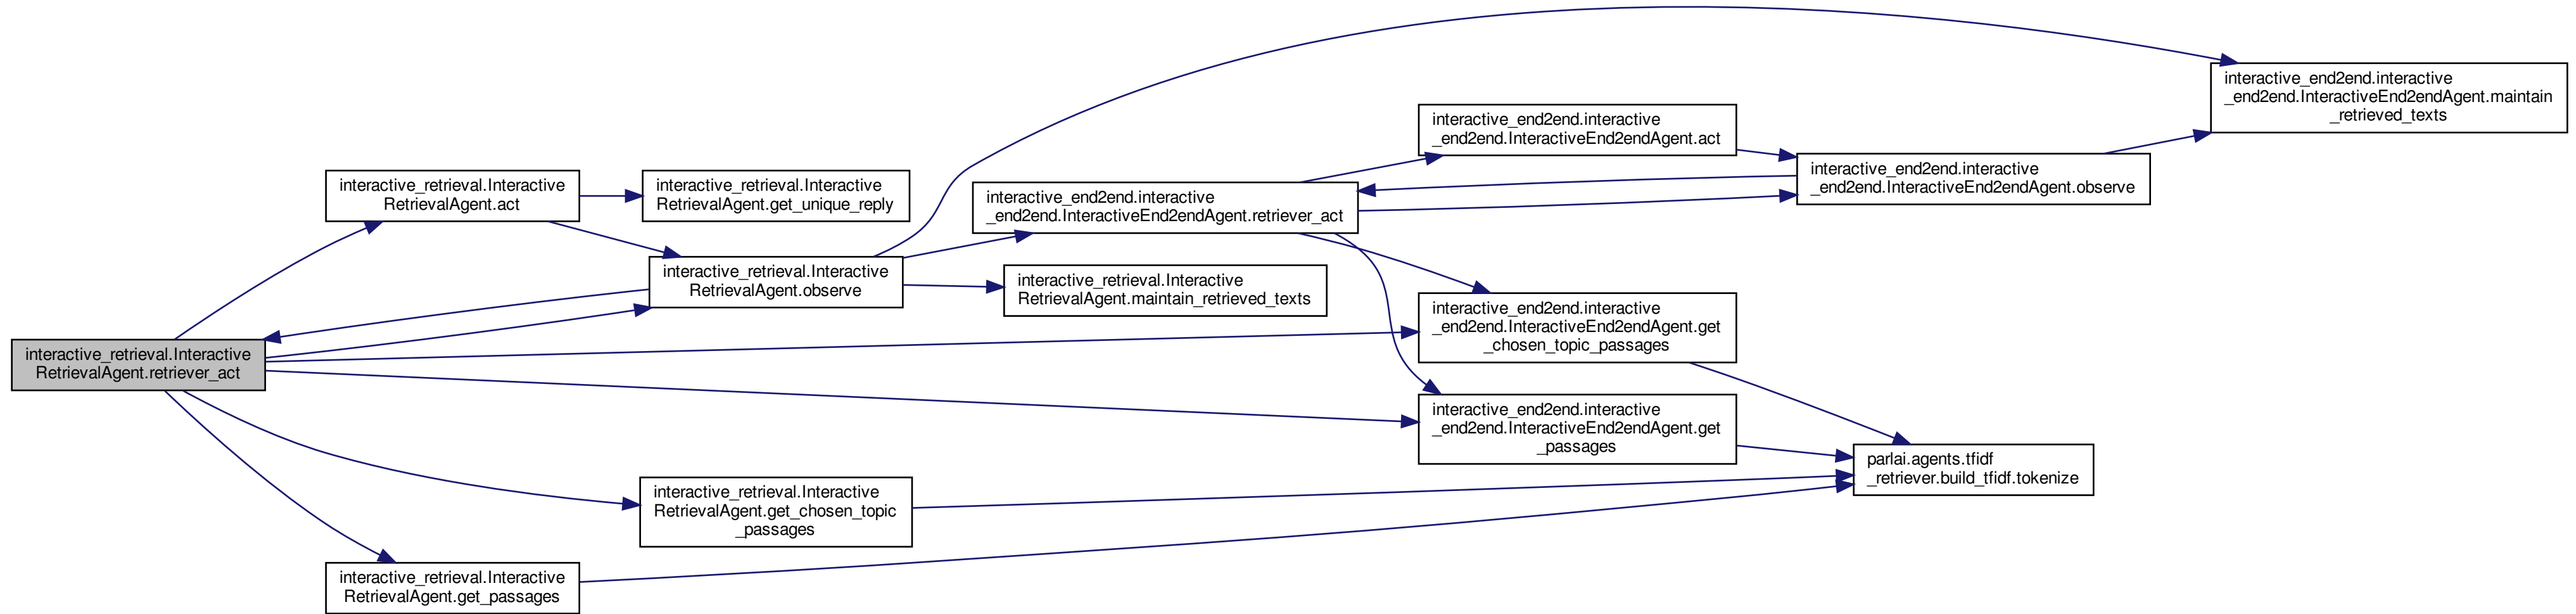 interactive_end2end.interactive
_end2end.InteractiveEnd2endAgent.maintain
_retrieved_texts
interactive_end2end.interactive
_end2end.InteractiveEnd2endAgent.act
interactive_end2end.interactive
_end2end.InteractiveEnd2endAgent.observe
interactive_retrieval.Interactive
RetrievalAgent.act
interactive_retrieval.Interactive
RetrievalAgent.get_unique_reply
interactive_end2end.interactive
_end2end.InteractiveEnd2endAgent.retriever_act
interactive_retrieval.Interactive
RetrievalAgent.observe
interactive_retrieval.Interactive
RetrievalAgent.maintain_retrieved_texts
interactive_end2end.interactive
_end2end.InteractiveEnd2endAgent.get
_chosen_topic_passages
interactive_retrieval.Interactive
RetrievalAgent.retriever_act
interactive_end2end.interactive
_end2end.InteractiveEnd2endAgent.get
_passages
parlai.agents.tfidf
_retriever.build_tfidf.tokenize
interactive_retrieval.Interactive
RetrievalAgent.get_chosen_topic
_passages
interactive_retrieval.Interactive
RetrievalAgent.get_passages